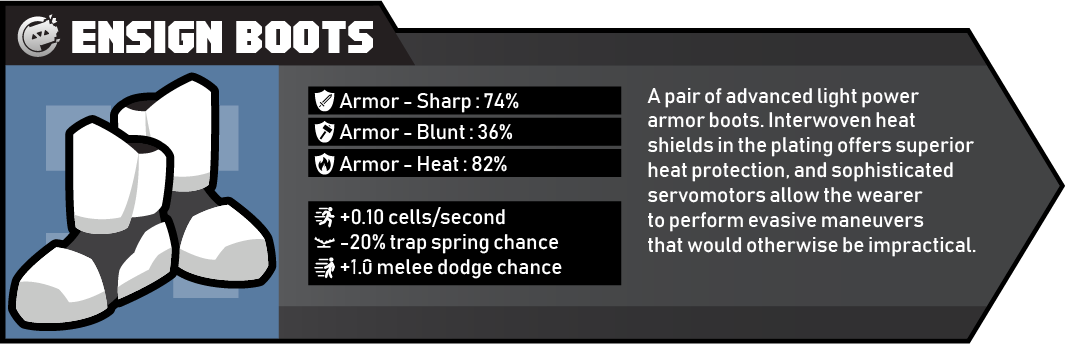 ENSIGN BOOTS
Armor - Sharp : 74%
Armor - Blunt : 36%
Armor - Heat : 82%
+0.10 cells/second
-20% trap spring chance
+1.0 melee dodge chance
A pair of advanced light power
armor boots. Interwoven heat
shields in the plating offers superior
heat protection, and sophisticated
servomotors allow the wearer
to perform evasive maneuvers
that would otherwise be impractical.